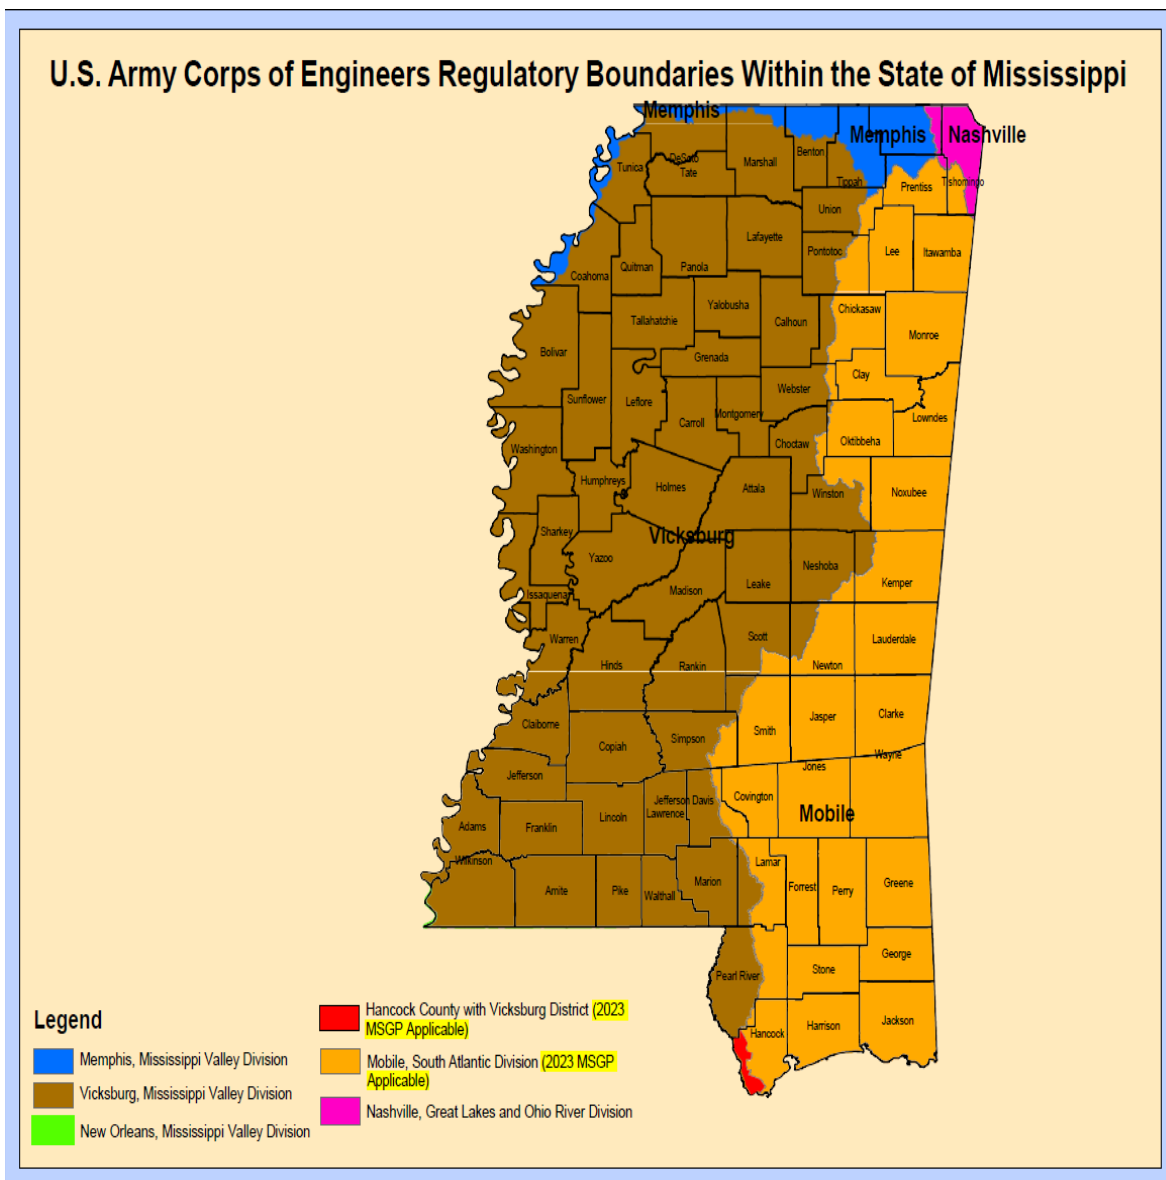 U.S. Army Corps of Engineers Regulatory Boundaries Within the State of Mississippi
Memphis
Memphis
Nashville
Tunica
DeSoto
Tate
Marshall
Benton
Tippah
Prentiss
Tishomingo
Union
Lafayette
Pontotoc
Lee
Itawamba
Coahoma
Quitman
Panola
Yalobusha
Chickasaw
Tallahatchie
Calhoun
Monroe
Bolivar
Grenada
Clay
Sunflower
Leflore
Webster
Montgomery
Carroll
Lowndes
Choctaw
Oktibbeha
Washington
Humphreys
Holmes
Attala
Winston
Noxubee
Sharkey
Vicksburg
Yazoo
Neshoba
Leake
Kemper
Madison
Issaquena
Warren
Scott
Lauderdale
Hinds
Rankin
Newton
Claiborne
Copiah
Simpson
Smith
Jasper
Clarke
Wayne
Jones
Jefferson
Covington
Jefferson Davis
Lawrence
Lincoln
Mobile
Adams
Franklin
Wilkinson
Lamar
Amite
Pike
Walthall
Marion
Forrest
Perry
Greene
George
Pearl River
Stone
Hancock
Harrison
Jackson
Legend
Memphis, Mississippi Valley Division
Vicksburg, Mississippi Valley Division
New Orleans, Mississippi Valley Division
Hancock County with Vicksburg District (2023
MSGP Applicable)
Mobile, South Atlantic Division (2023 MSGP
Applicable)
Nashville, Great Lakes and Ohio River Division